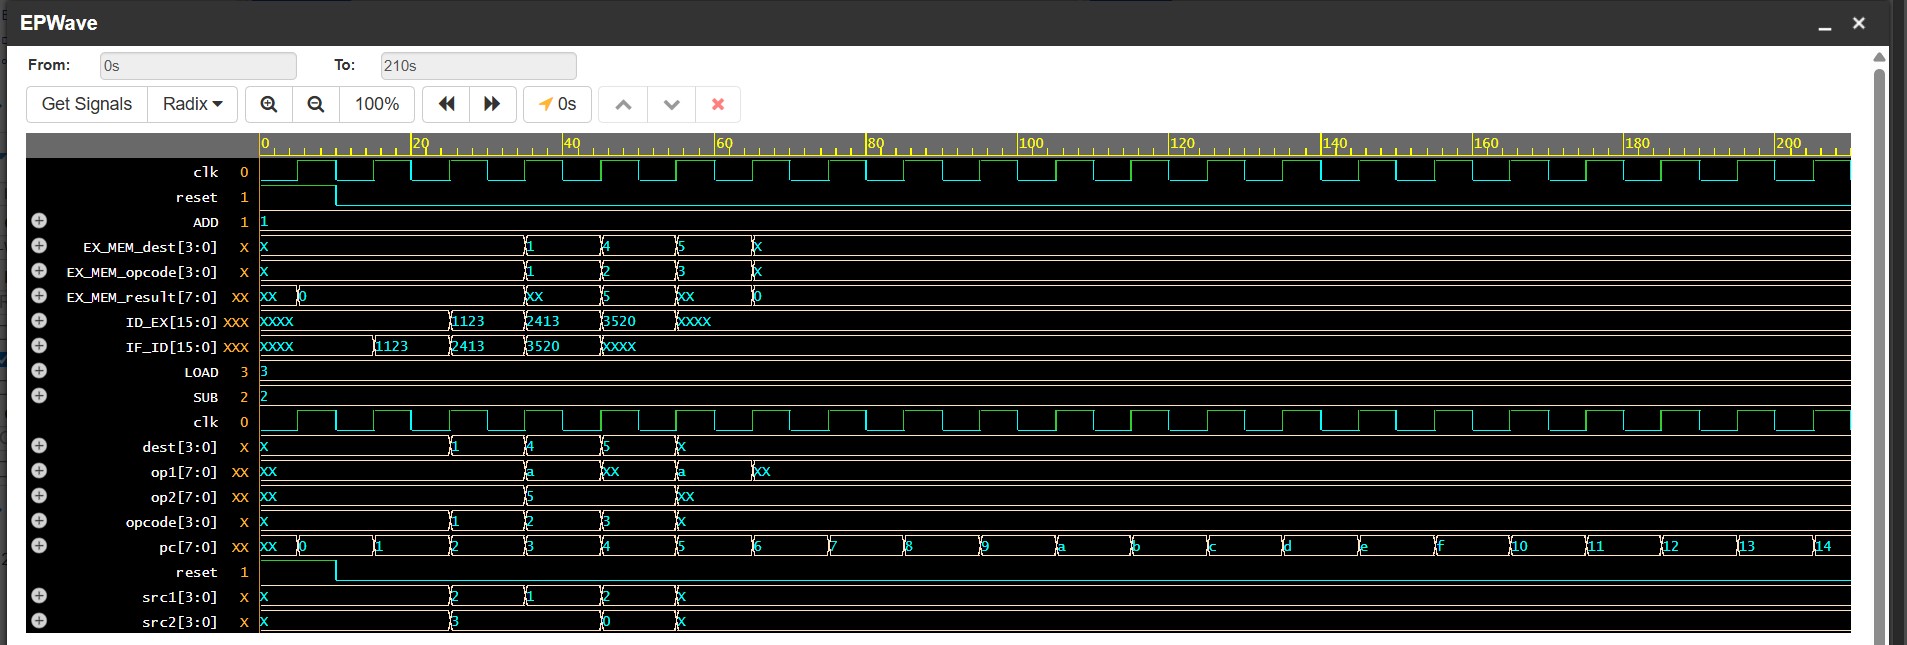 EPWave
From: 0s To: 210s
Get Signals Radix 100% 0s
0 20 40 60 80 100 120 140 160 180 200
clk 0
reset 1
ADD 1 1
EX_MEM_dest[3:0] X X 1 4 5 X
EX_MEM_opcode[3:0] X X 1 2 3 X
EX_MEM_result[7:0] XX XX 0 XX 5 XX 0
ID_EX[15:0] XXX XXXX 1123 2413 3520 XXXX
IF_ID[15:0] XXX XXXX 1123 2413 3520 XXXX
LOAD 3 3
SUB 2 2
clk 0
dest[3:0] X X 1 4 5 X
op1[7:0] XX XX a XX a XX
op2[7:0] XX XX 5 XX
opcode[3:0] X X 1 2 3 X
pc[7:0] XX XX 0 1 2 3 4 5 6 7 8 9 a b c d e f 10 11 12 13 14
reset 1
src1[3:0] X X 2 1 2 X
src2[3:0] X X 3 0 X